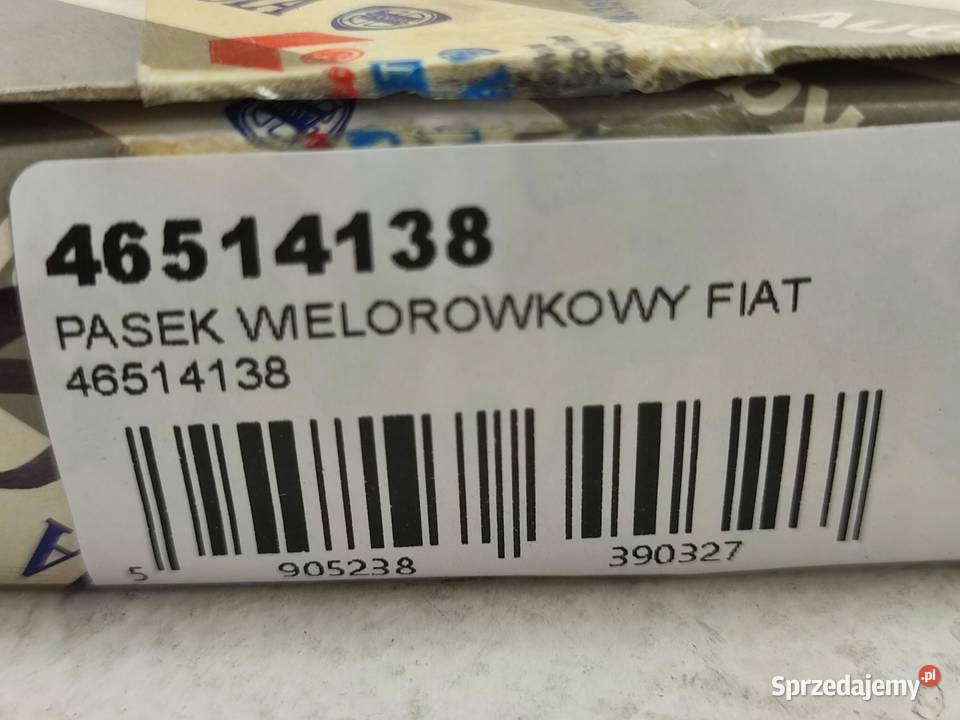 46514138
PASEK WIELOROWKOWY FIAT
46514138
5 905238 390327
Sprzedajemy.pl